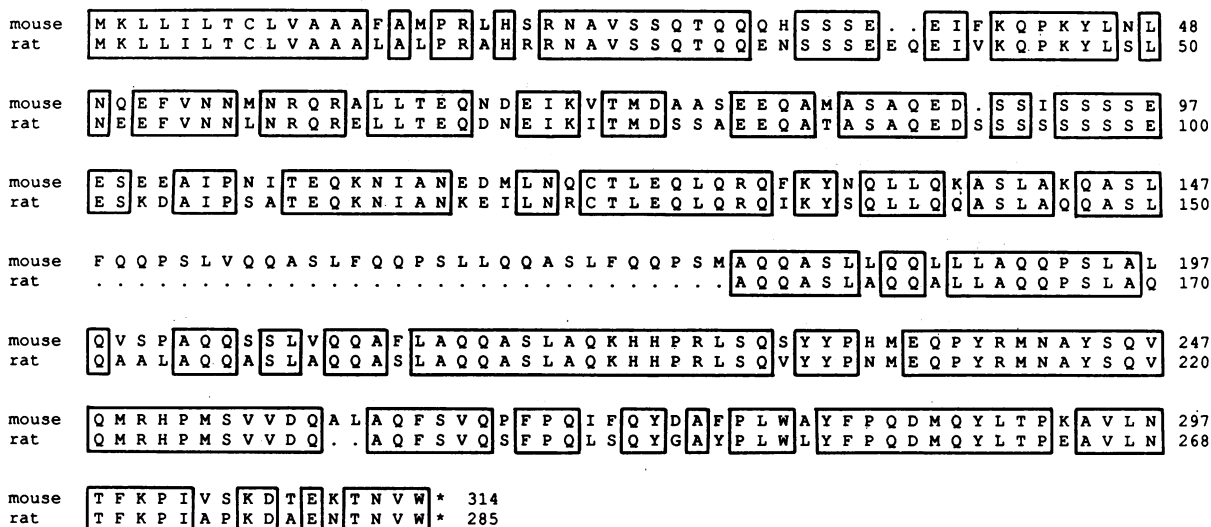 mouse M K L L I L T C L V A A A F A M P R L H S R N A V S S Q T Q Q Q H S S S E . . E I F K Q P K Y L N L 48
rat M K L L I L T C L V A A A L A L P R A H R R N A V S S Q T Q Q E N S S S E E Q E I V K Q P K Y L S L 50
mouse N Q E F V N N M N R Q R A L L T E Q N D E I K V T M D A A S E E Q A M A S A Q E D . S S I S S S S E 97
rat N E E F V N N L N R Q R E L L T E Q D N E I K I T M D S S A E E Q A T A S A Q E D S S S S S S S S E 100
mouse E S E E A I P N I T E Q K N I A N E D M L N Q C T L E Q L Q R Q F K Y N Q L L Q K A S L A K Q A S L 147
rat E S K D A I P S A T E Q K N I A N K E I L N R C T L E Q L Q R Q I K Y S Q L L Q Q A S L A Q Q A S L 150
mouse F Q Q P S L V Q Q A S L F Q Q P S L L Q Q A S L F Q Q P S M A Q Q A S L L Q Q L L L A Q Q P S L A L 197
rat . . . . . . . . . . . . . . . . . . . . . . . . . . . . . . A Q Q A S L A Q Q A L L A Q Q P S L A Q 170
mouse Q V S P A Q Q S S L V Q Q A F L A Q Q A S L A Q K H H P R L S Q S Y Y P H M E Q P Y R M N A Y S Q V 247
rat Q A A L A Q Q A S L A Q Q A S L A Q Q A S L A Q K H H P R L S Q V Y Y P N M E Q P Y R M N A Y S Q V 220
mouse Q M R H P M S V V D Q A L A Q F S V Q P F P Q I F Q Y D A F P L W A Y F P Q D M Q Y L T P K A V L N 297
rat Q M R H P M S V V D Q . . A Q F S V Q S F P Q L S Q Y G A Y P L W L Y F P Q D M Q Y L T P E A V L N 268
mouse T F K P I V S K D T E K T N V W * 314
rat T F K P I A P K D A E N T N V W * 285